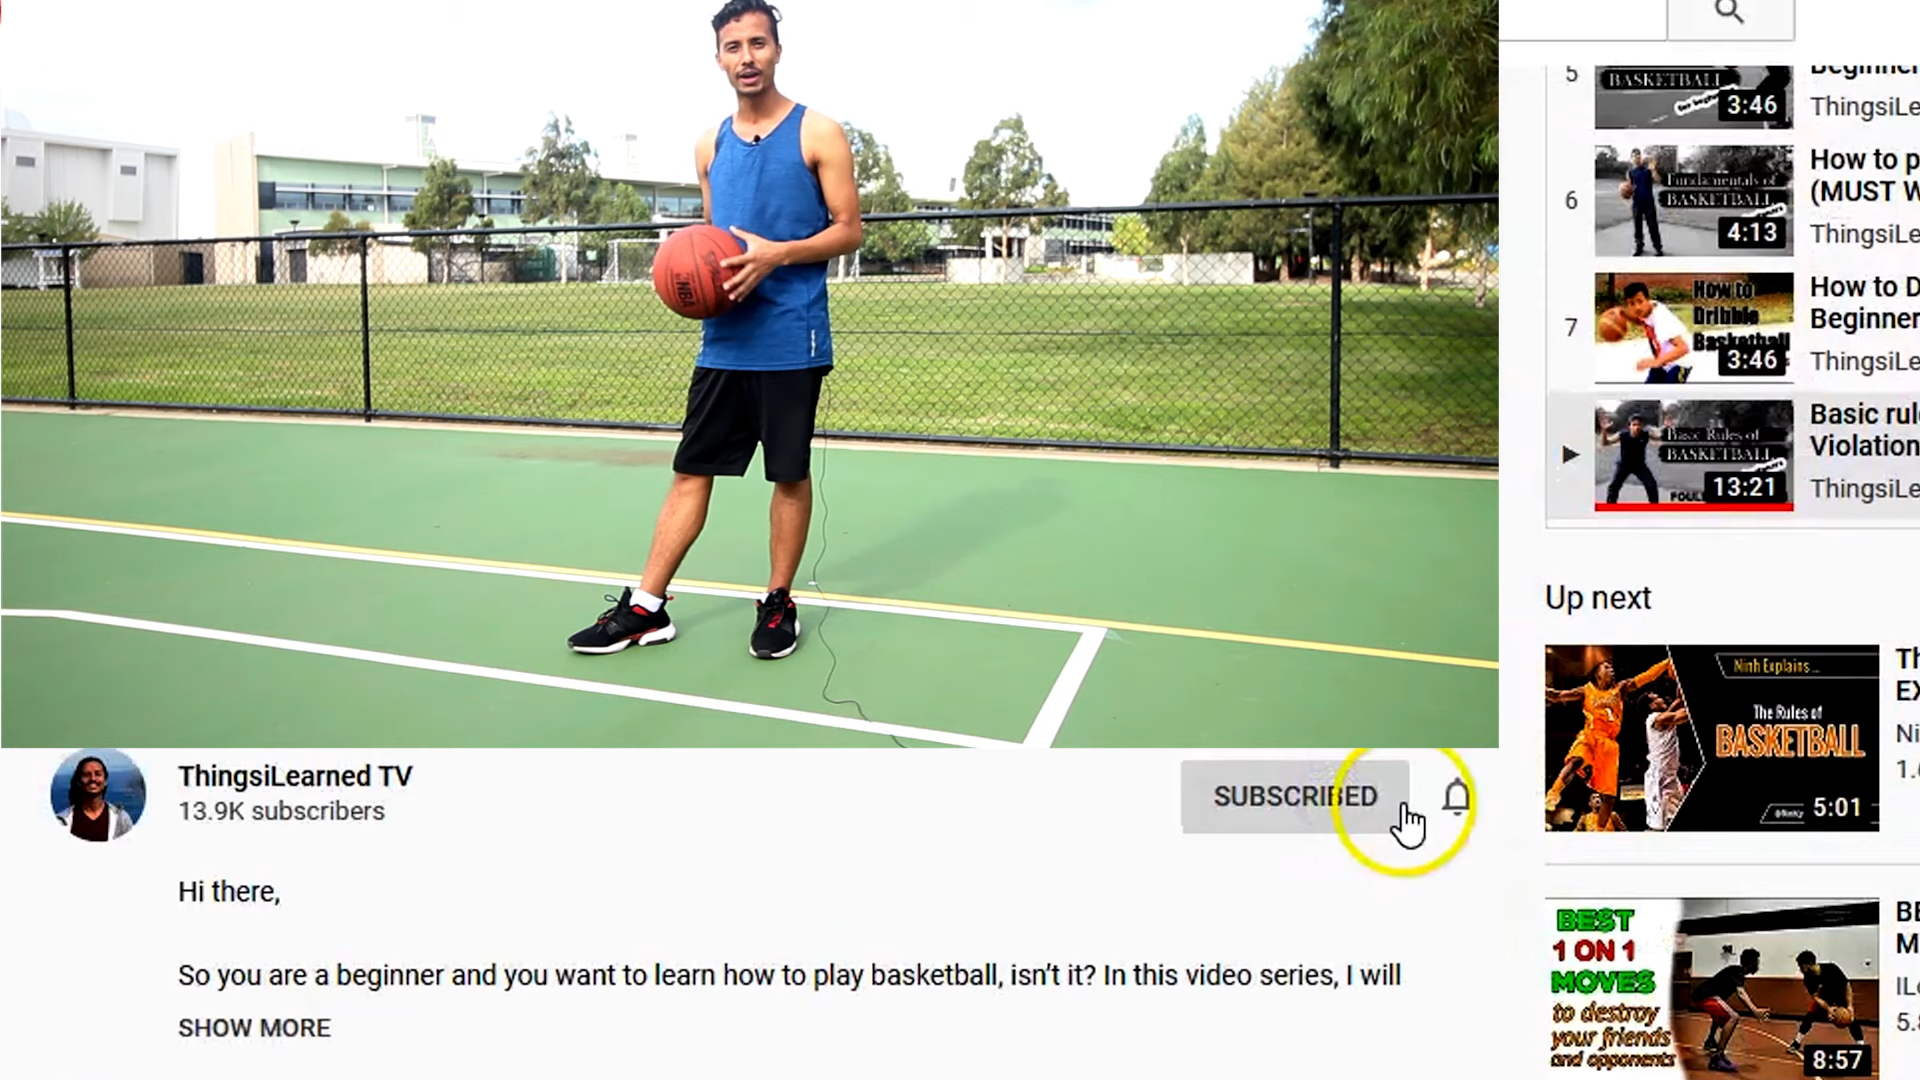 NBA
ThingsiLearned TV
13.9K subscribers
SUBSCRIBED
Hi there,
So you are a beginner and you want to learn how to play basketball, isn't it? In this video series, I will
SHOW MORE
5
BASKETBALL
3:46
Beginner
ThingsiLe
6
Fundamentals of
BASKETBALL
4:13
How to p
(MUST W
ThingsiLe
7
How to
Dribble
Basketball
3:46
How to D
Beginner
ThingsiLe
Basic Rules of
BASKETBALL
FOUL
13:21
Basic rul
Violation
ThingsiLe
Up next
Ninh Explains...
The Rules of
BASKETBALL
5:01
Th
EX
Ni
BEST
1 ON 1
MOVES
to destroy
your friends
and opponents
8:57
BE
M